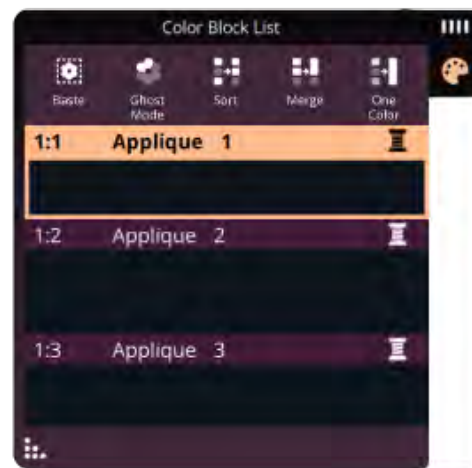 Color Block List
Baste Ghost Mode Sort Merge One Color
1:1 Applique 1
1:2 Applique 2
1:3 Applique 3